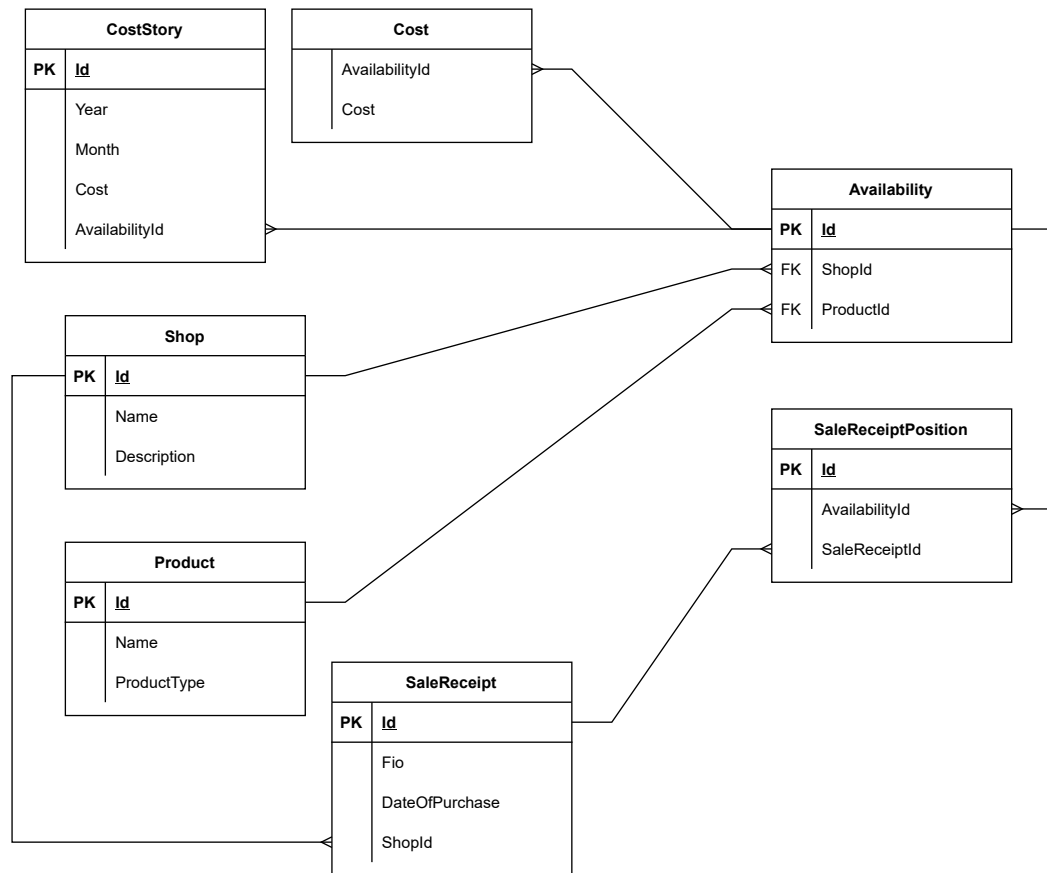 CostStory
PK Id
Year
Month
Cost
AvailabilityId
Cost
AvailabilityId
Cost
Availability
PK Id
FK ShopId
FK ProductId
Shop
PK Id
Name
Description
SaleReceiptPosition
PK Id
AvailabilityId
SaleReceiptId
Product
PK Id
Name
ProductType
SaleReceipt
PK Id
Fio
DateOfPurchase
ShopId